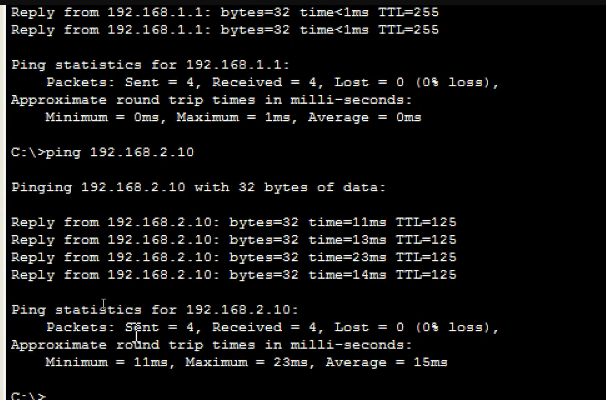 Reply from 192.168.1.1: bytes=32 time<1ms TTL=255
Reply from 192.168.1.1: bytes=32 time<1ms TTL=255
Ping statistics for 192.168.1.1:
Packets: Sent = 4, Received = 4, Lost = 0 (0% loss),
Approximate round trip times in milli-seconds:
Minimum = 0ms, Maximum = 1ms, Average = 0ms
C:\>ping 192.168.2.10
Pinging 192.168.2.10 with 32 bytes of data:
Reply from 192.168.2.10: bytes=32 time=11ms TTL=125
Reply from 192.168.2.10: bytes=32 time=13ms TTL=125
Reply from 192.168.2.10: bytes=32 time=23ms TTL=125
Reply from 192.168.2.10: bytes=32 time=14ms TTL=125
Ping statistics for 192.168.2.10:
Packets: Sent = 4, Received = 4, Lost = 0 (0% loss),
Approximate round trip times in milli-seconds:
Minimum = 11ms, Maximum = 23ms, Average = 15ms
C:\>